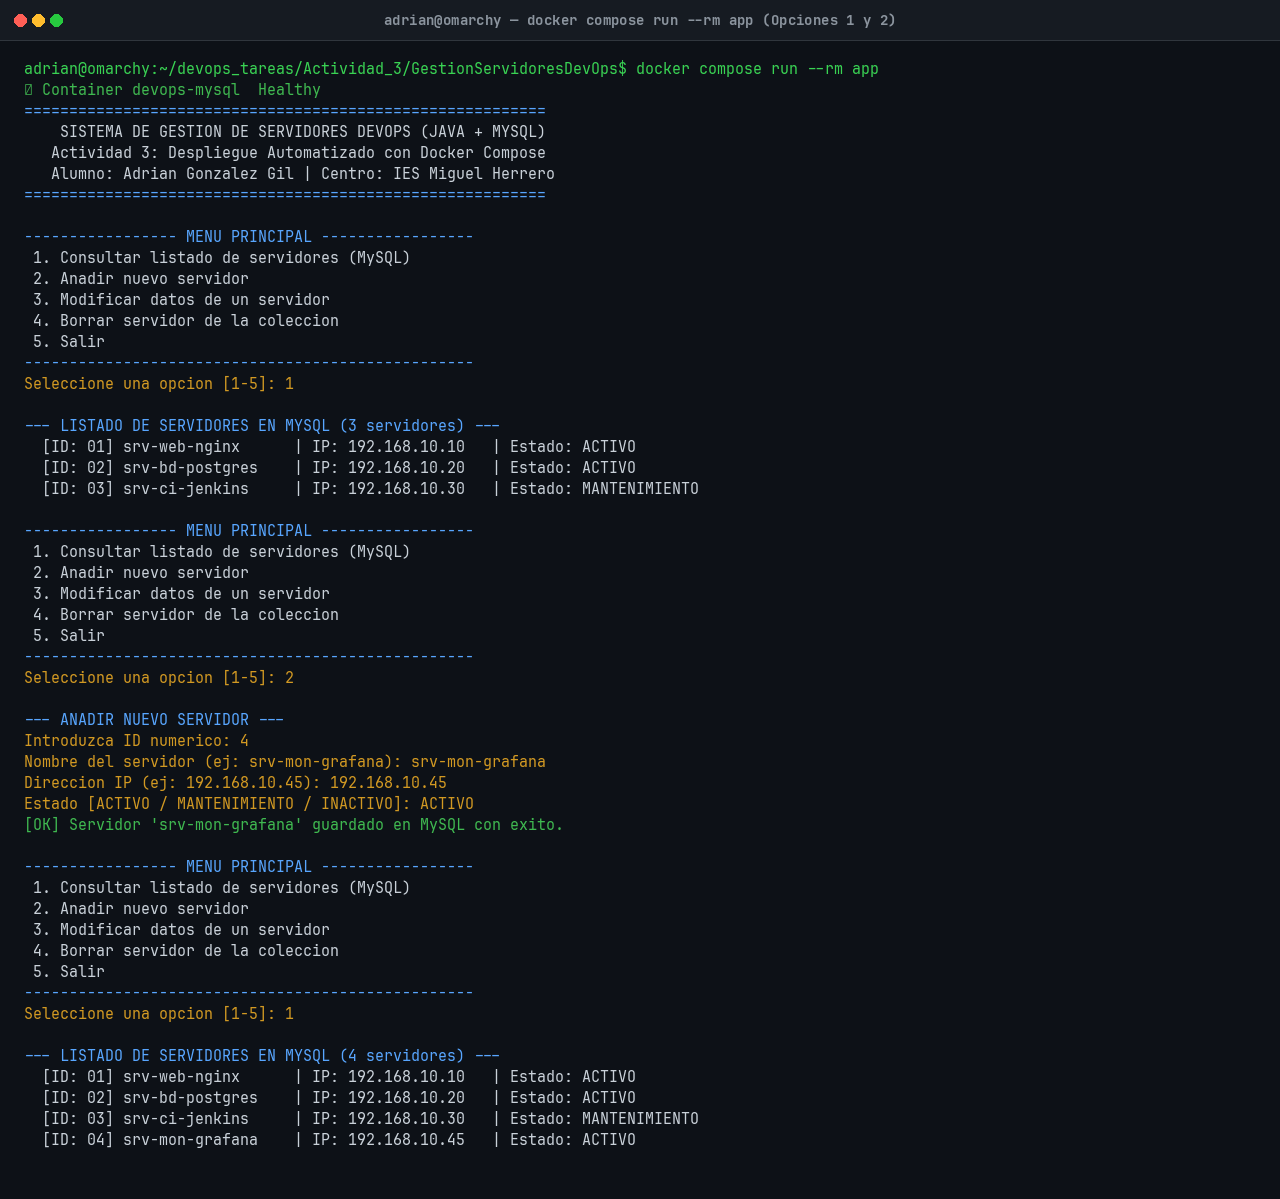 adrian@omarchy — docker compose run --rm app (Opciones 1 y 2)
adrian@omarchy:~/devops_tareas/Actividad_3/GestionServidoresDevOps$ docker compose run --rm app
Container devops-mysql  Healthy
==========================================================
    SISTEMA DE GESTION DE SERVIDORES DEVOPS (JAVA + MYSQL)
   Actividad 3: Despliegue Automatizado con Docker Compose
   Alumno: Adrian Gonzalez Gil | Centro: IES Miguel Herrero
==========================================================
----------------- MENU PRINCIPAL -----------------
 1. Consultar listado de servidores (MySQL)
 2. Anadir nuevo servidor
 3. Modificar datos de un servidor
 4. Borrar servidor de la coleccion
 5. Salir
--------------------------------------------------
Seleccione una opcion [1-5]: 1
--- LISTADO DE SERVIDORES EN MYSQL (3 servidores) ---
  [ID: 01] srv-web-nginx      | IP: 192.168.10.10   | Estado: ACTIVO
  [ID: 02] srv-bd-postgres    | IP: 192.168.10.20   | Estado: ACTIVO
  [ID: 03] srv-ci-jenkins     | IP: 192.168.10.30   | Estado: MANTENIMIENTO
----------------- MENU PRINCIPAL -----------------
 1. Consultar listado de servidores (MySQL)
 2. Anadir nuevo servidor
 3. Modificar datos de un servidor
 4. Borrar servidor de la coleccion
 5. Salir
--------------------------------------------------
Seleccione una opcion [1-5]: 2
--- ANADIR NUEVO SERVIDOR ---
Introduzca ID numerico: 4
Nombre del servidor (ej: srv-mon-grafana): srv-mon-grafana
Direccion IP (ej: 192.168.10.45): 192.168.10.45
Estado [ACTIVO / MANTENIMIENTO / INACTIVO]: ACTIVO
[OK] Servidor 'srv-mon-grafana' guardado en MySQL con exito.
----------------- MENU PRINCIPAL -----------------
 1. Consultar listado de servidores (MySQL)
 2. Anadir nuevo servidor
 3. Modificar datos de un servidor
 4. Borrar servidor de la coleccion
 5. Salir
--------------------------------------------------
Seleccione una opcion [1-5]: 1
--- LISTADO DE SERVIDORES EN MYSQL (4 servidores) ---
  [ID: 01] srv-web-nginx      | IP: 192.168.10.10   | Estado: ACTIVO
  [ID: 02] srv-bd-postgres    | IP: 192.168.10.20   | Estado: ACTIVO
  [ID: 03] srv-ci-jenkins     | IP: 192.168.10.30   | Estado: MANTENIMIENTO
  [ID: 04] srv-mon-grafana    | IP: 192.168.10.45   | Estado: ACTIVO